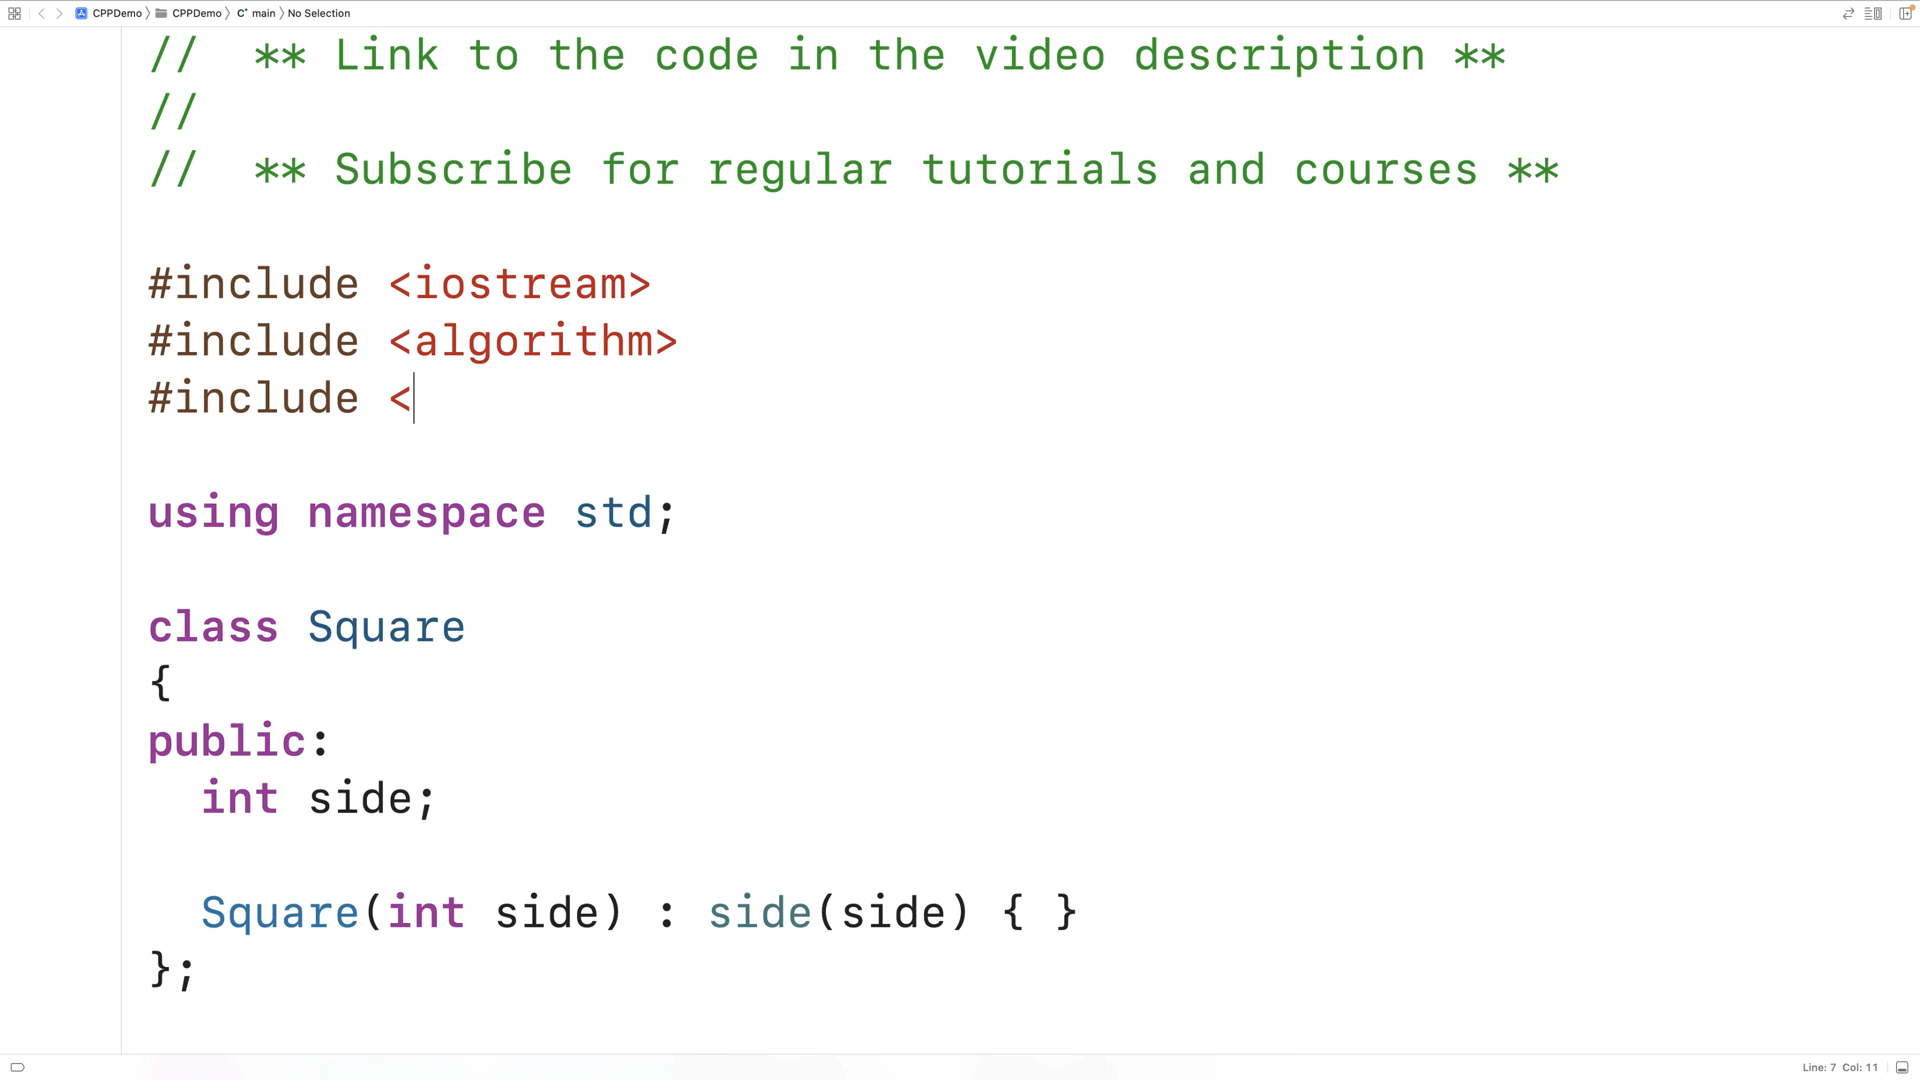 CPPDemo CPPDemo C+ main No Selection
// ** Link to the code in the video description **
//
// ** Subscribe for regular tutorials and courses **
#include <iostream>
#include <algorithm>
#include <
using namespace std;
class Square
{
public:
int side;
Square(int side) : side(side) { }
};
Line: 7 Col: 11